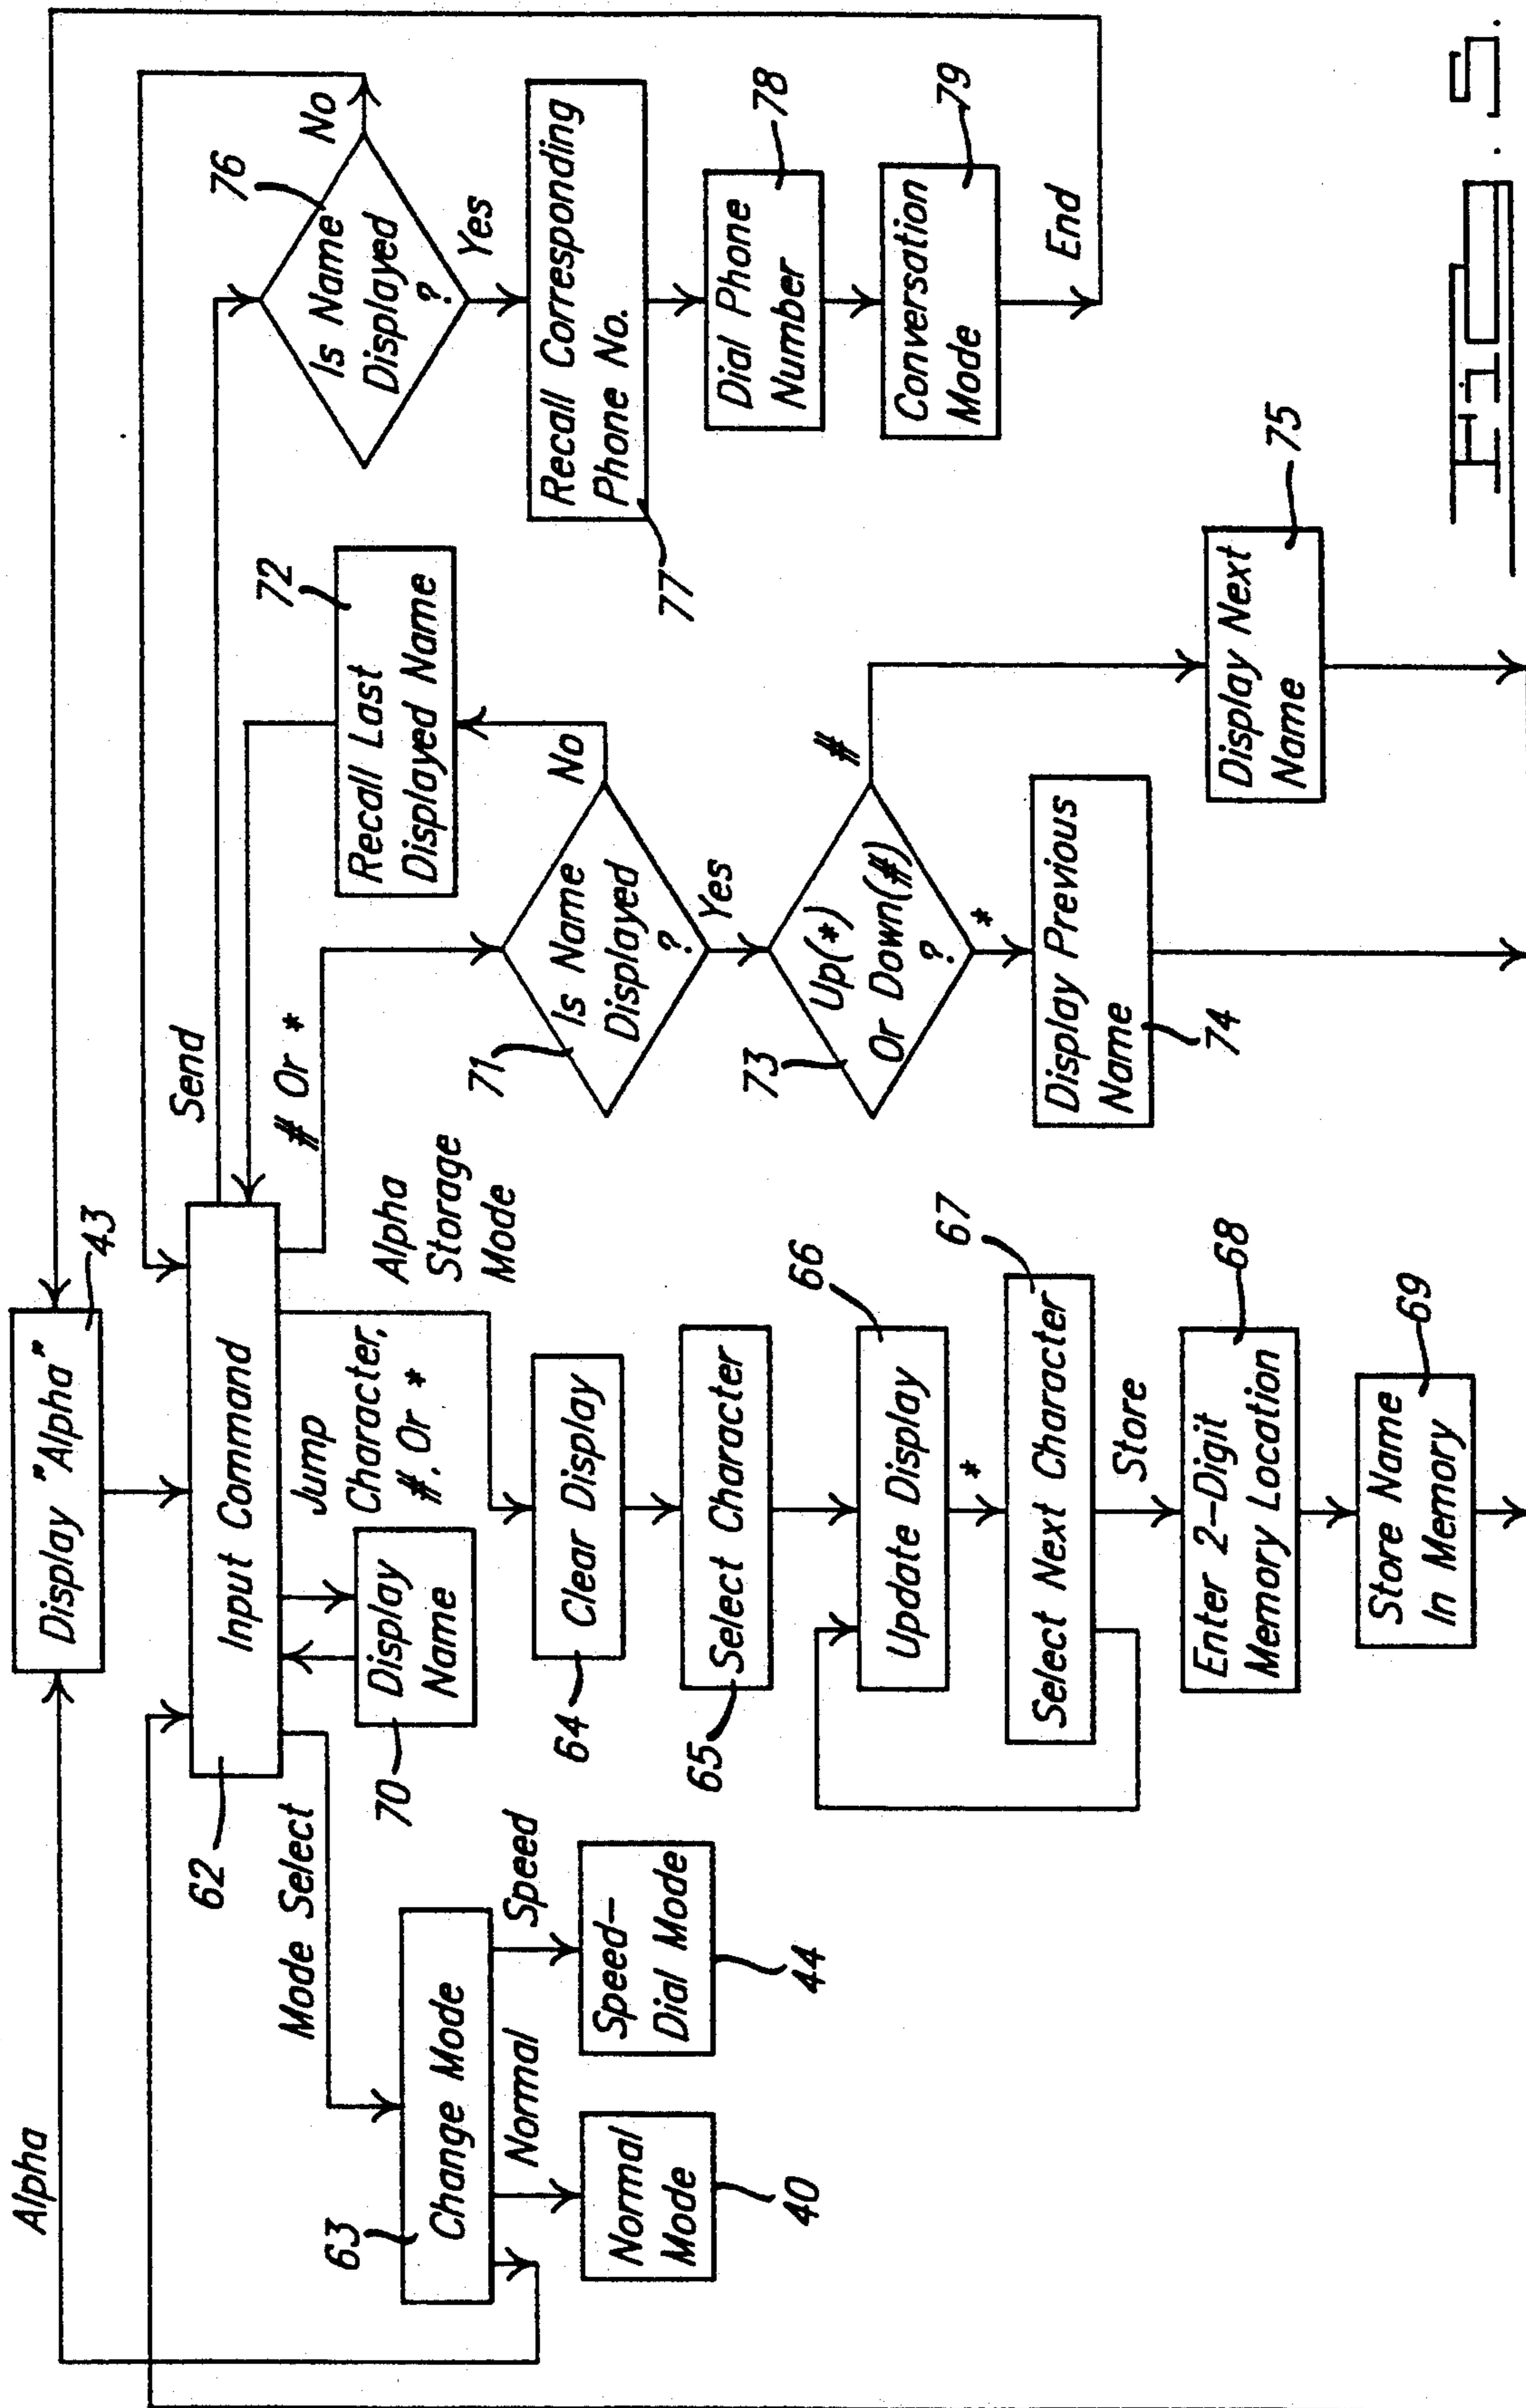 Display "Alpha"
43
Alpha
Input Command
62
Send
# Or *
Mode Select
Jump
Character,
#. Or *
Alpha
Storage
Mode
63
Change Mode
Normal
Speed
Normal
Mode
40
Speed-
Dial Mode
44
Display
Name
70
Clear Display
64
Select Character
65
Update Display
66
*
Select Next Character
67
Store
Enter 2-Digit
Memory Location
68
Store Name
In Memory
69
Is Name
Displayed
?
71
No
Yes
Recall Last
Displayed Name
72
Up(*)
Or Down(#)
?
73
#
*
Display Previous
Name
74
Display Next
Name
75
Is Name
Displayed
?
76
No
Yes
Recall Corresponding
Phone No.
77
Dial Phone
Number
78
Conversation
Mode
79
End
Fig. 5.